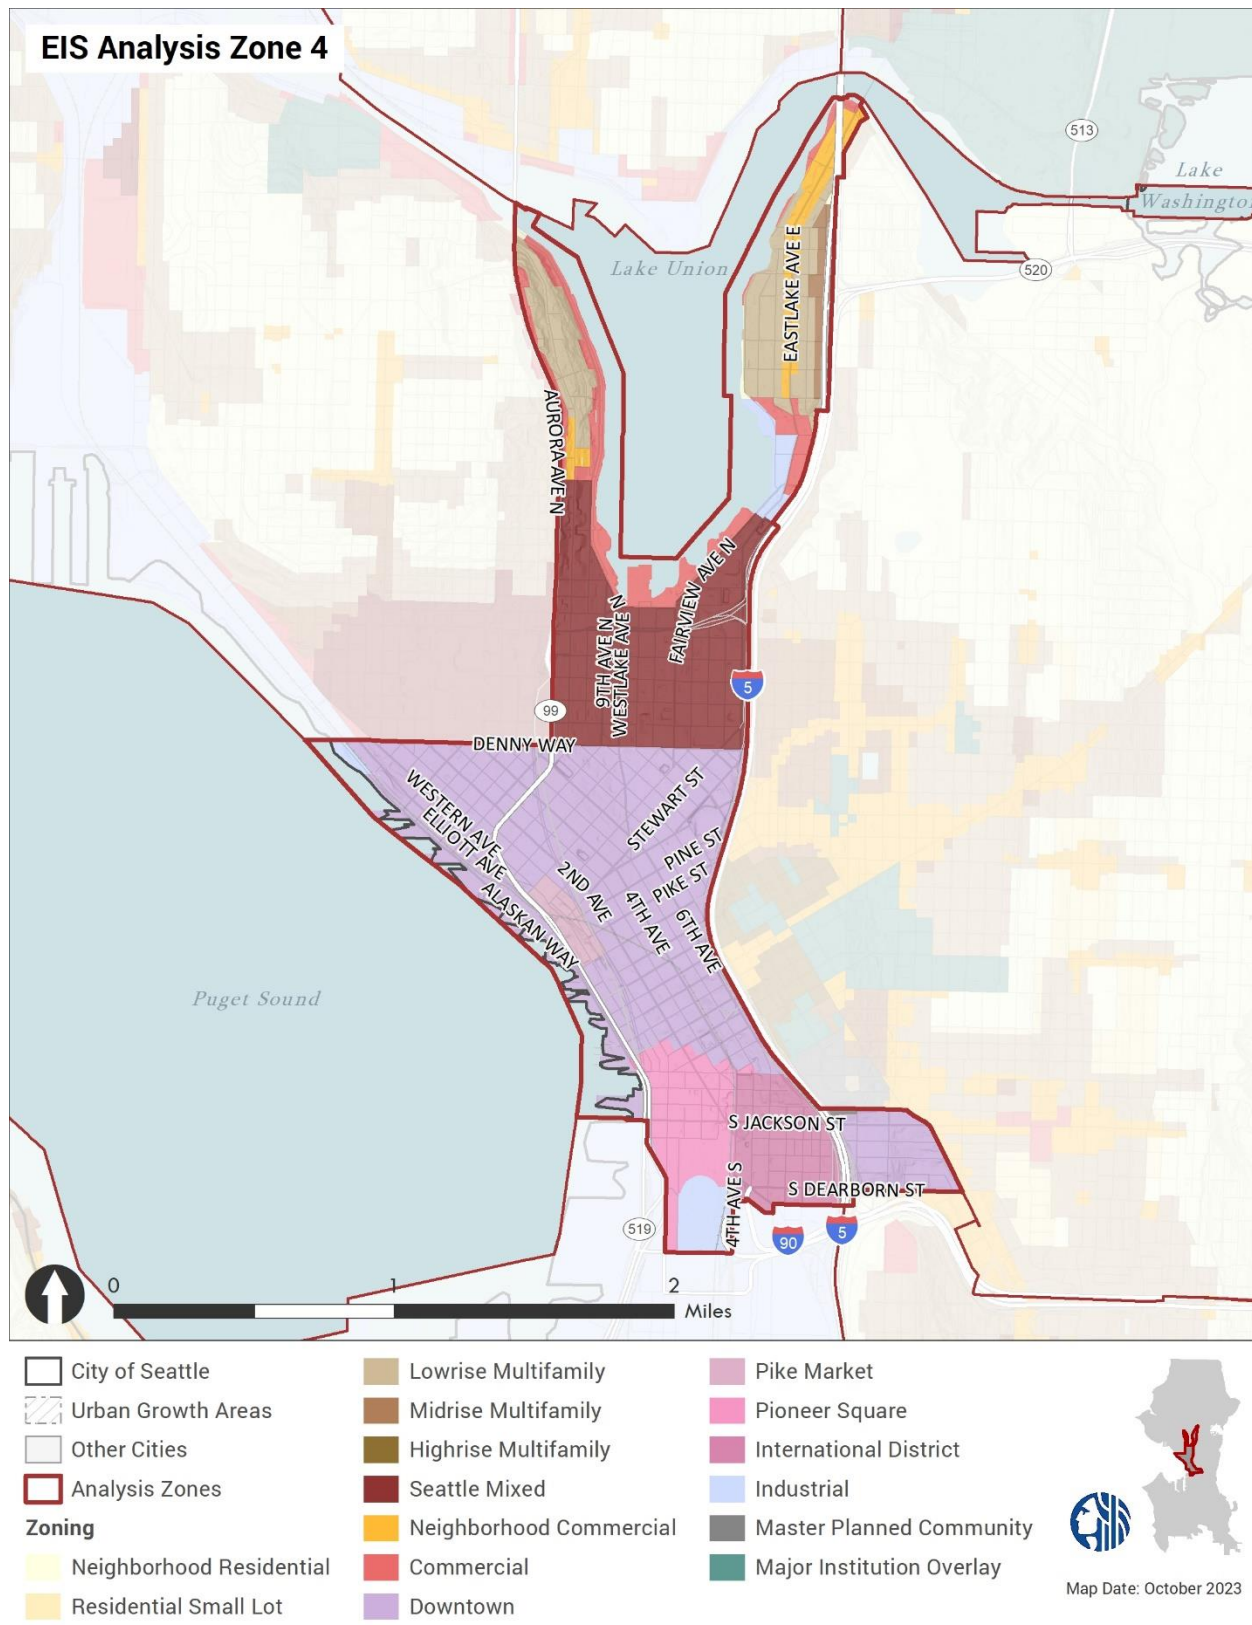 EIS Analysis Zone 4
513
Lake
Washington
520
Lake Union
EASTLAKE AVE E
AURORA AVE N
FAIRVIEW AVE N
9TH AVE N
WESTLAKE AVE N
5
99
DENNY WAY
WESTERN AVE
ELLIOTT AVE
STEWART ST
PINE ST
PIKE ST
2ND AVE
4TH AVE
6TH AVE
ALASKAN WAY
Puget Sound
S JACKSON ST
S DEARBORN ST
4TH AVE S
519
90
5
0 1 2
Miles
City of Seattle
Urban Growth Areas
Other Cities
Analysis Zones
Zoning
Neighborhood Residential
Residential Small Lot
Lowrise Multifamily
Midrise Multifamily
Highrise Multifamily
Seattle Mixed
Neighborhood Commercial
Commercial
Downtown
Pike Market
Pioneer Square
International District
Industrial
Master Planned Community
Major Institution Overlay
Map Date: October 2023